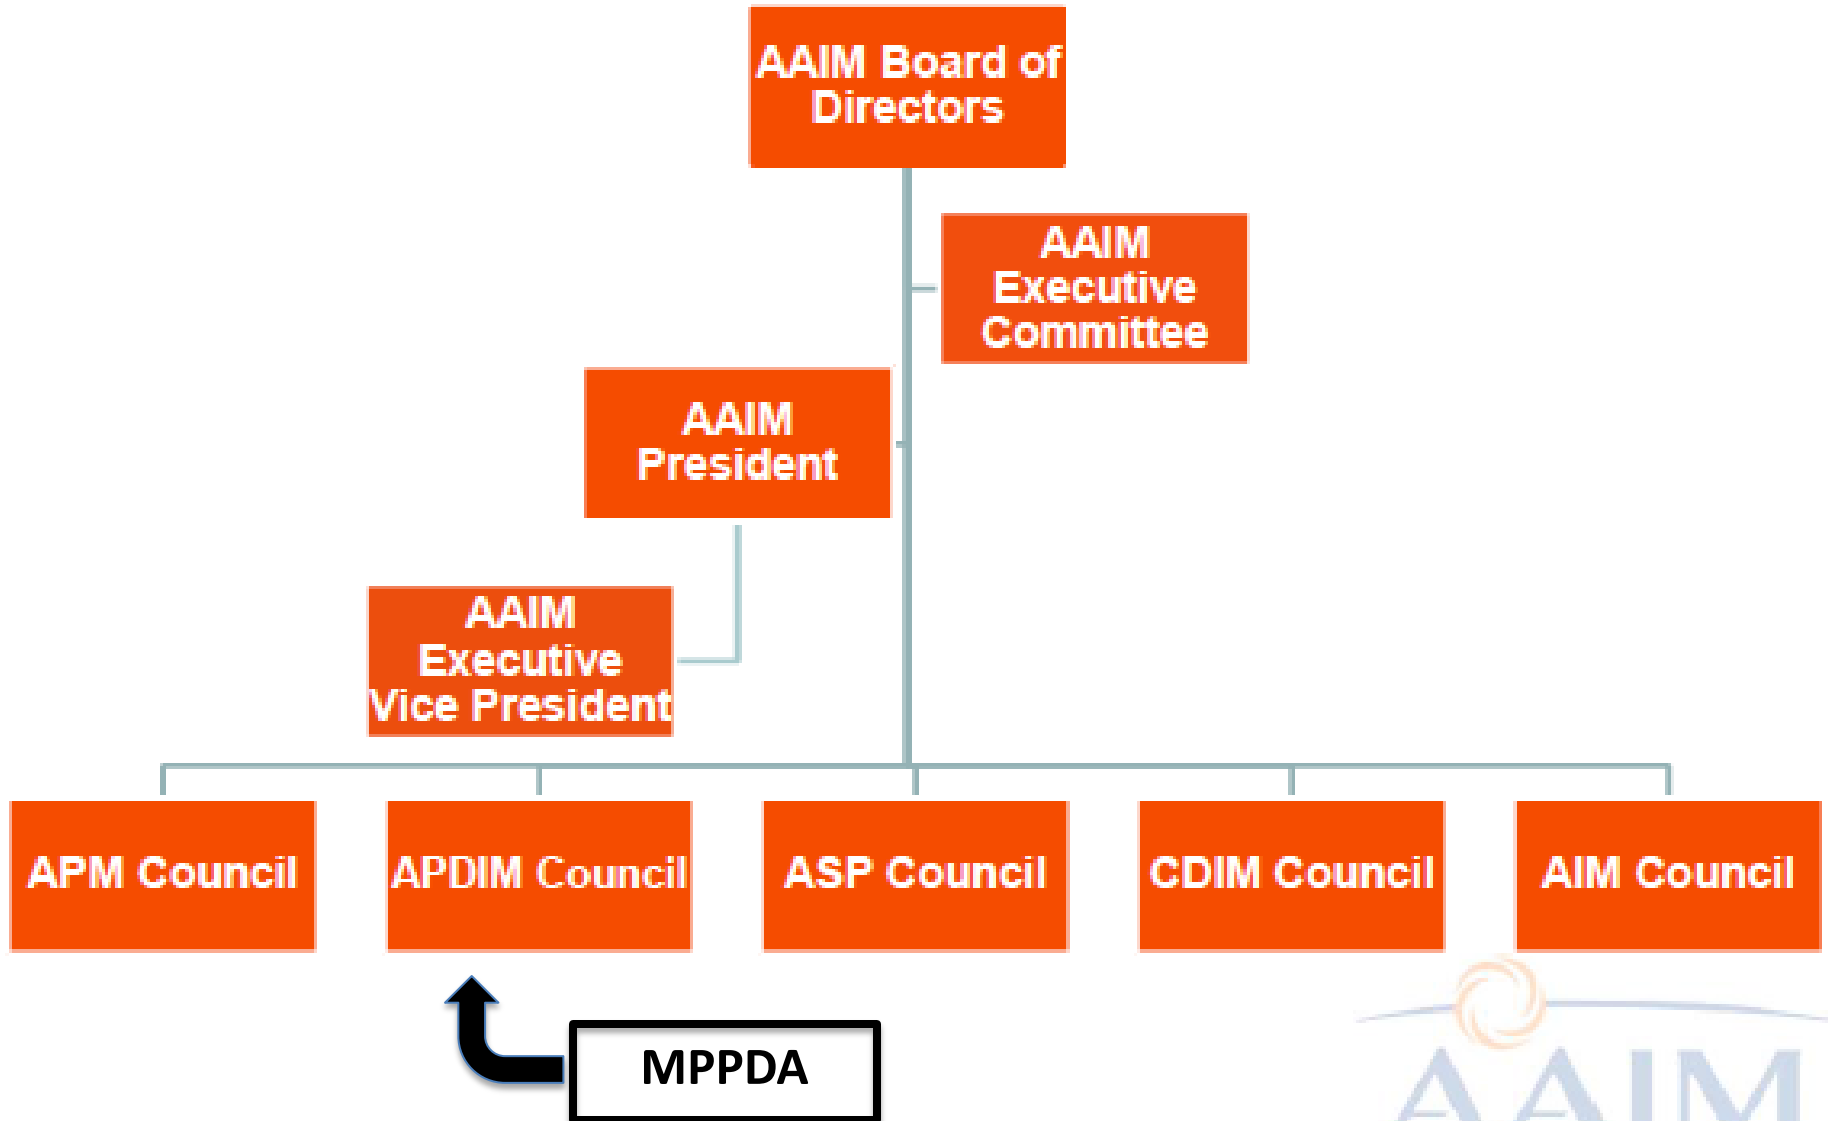 AAIM Board of
Directors
AAIM
Executive
Committee
AAIM
President
AAIM
Executive
Vice President
APM Council
APDIM Council
ASP Council
CDIM Council
AIM Council
MPPDA
AAIM